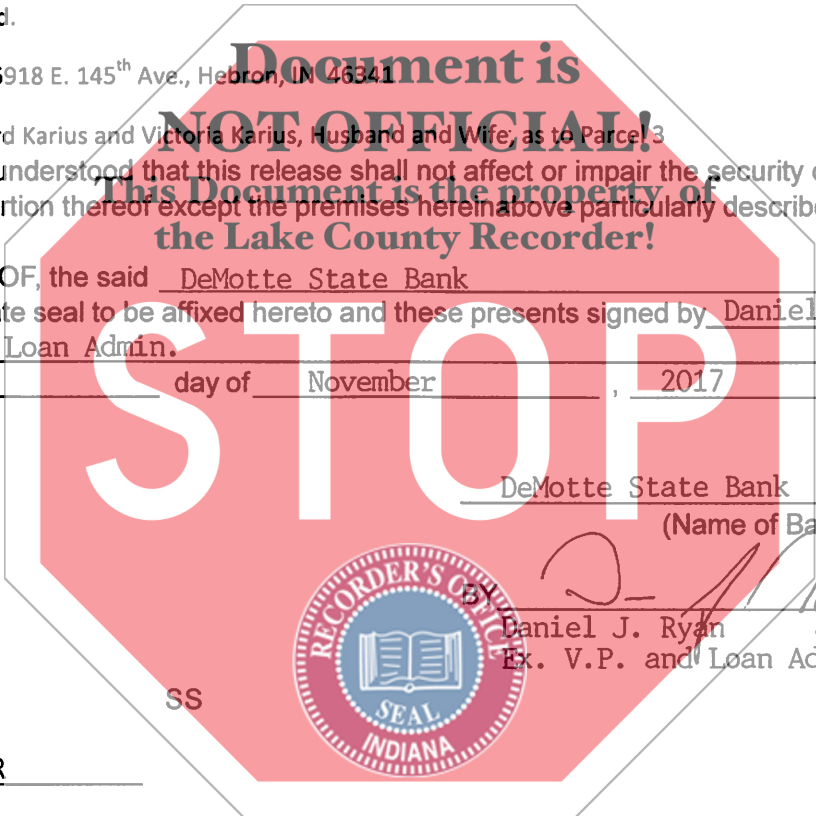 d.
Document is
5918 E. 145th Ave., Hebron, IN 46341
NOT OFFICIAL!
d Karius and Victoria Karius, Husband and Wife, as to Parcel 3
understood that this release shall not affect or impair the security
This Document is the property of
rtion thereof except the premises hereinabove particularly describe
the Lake County Recorder!
OF, the said DeMotte State Bank
te seal to be affixed hereto and these presents signed by Daniel
Loan Admin.
day of November , 2017
STOP
DeMotte State Bank
(Name of Ba
RECORDER'S OFFICE
BY
Daniel J. Ryan
Ex. V.P. and Loan Ad
SEAL
INDIANA
SS
R